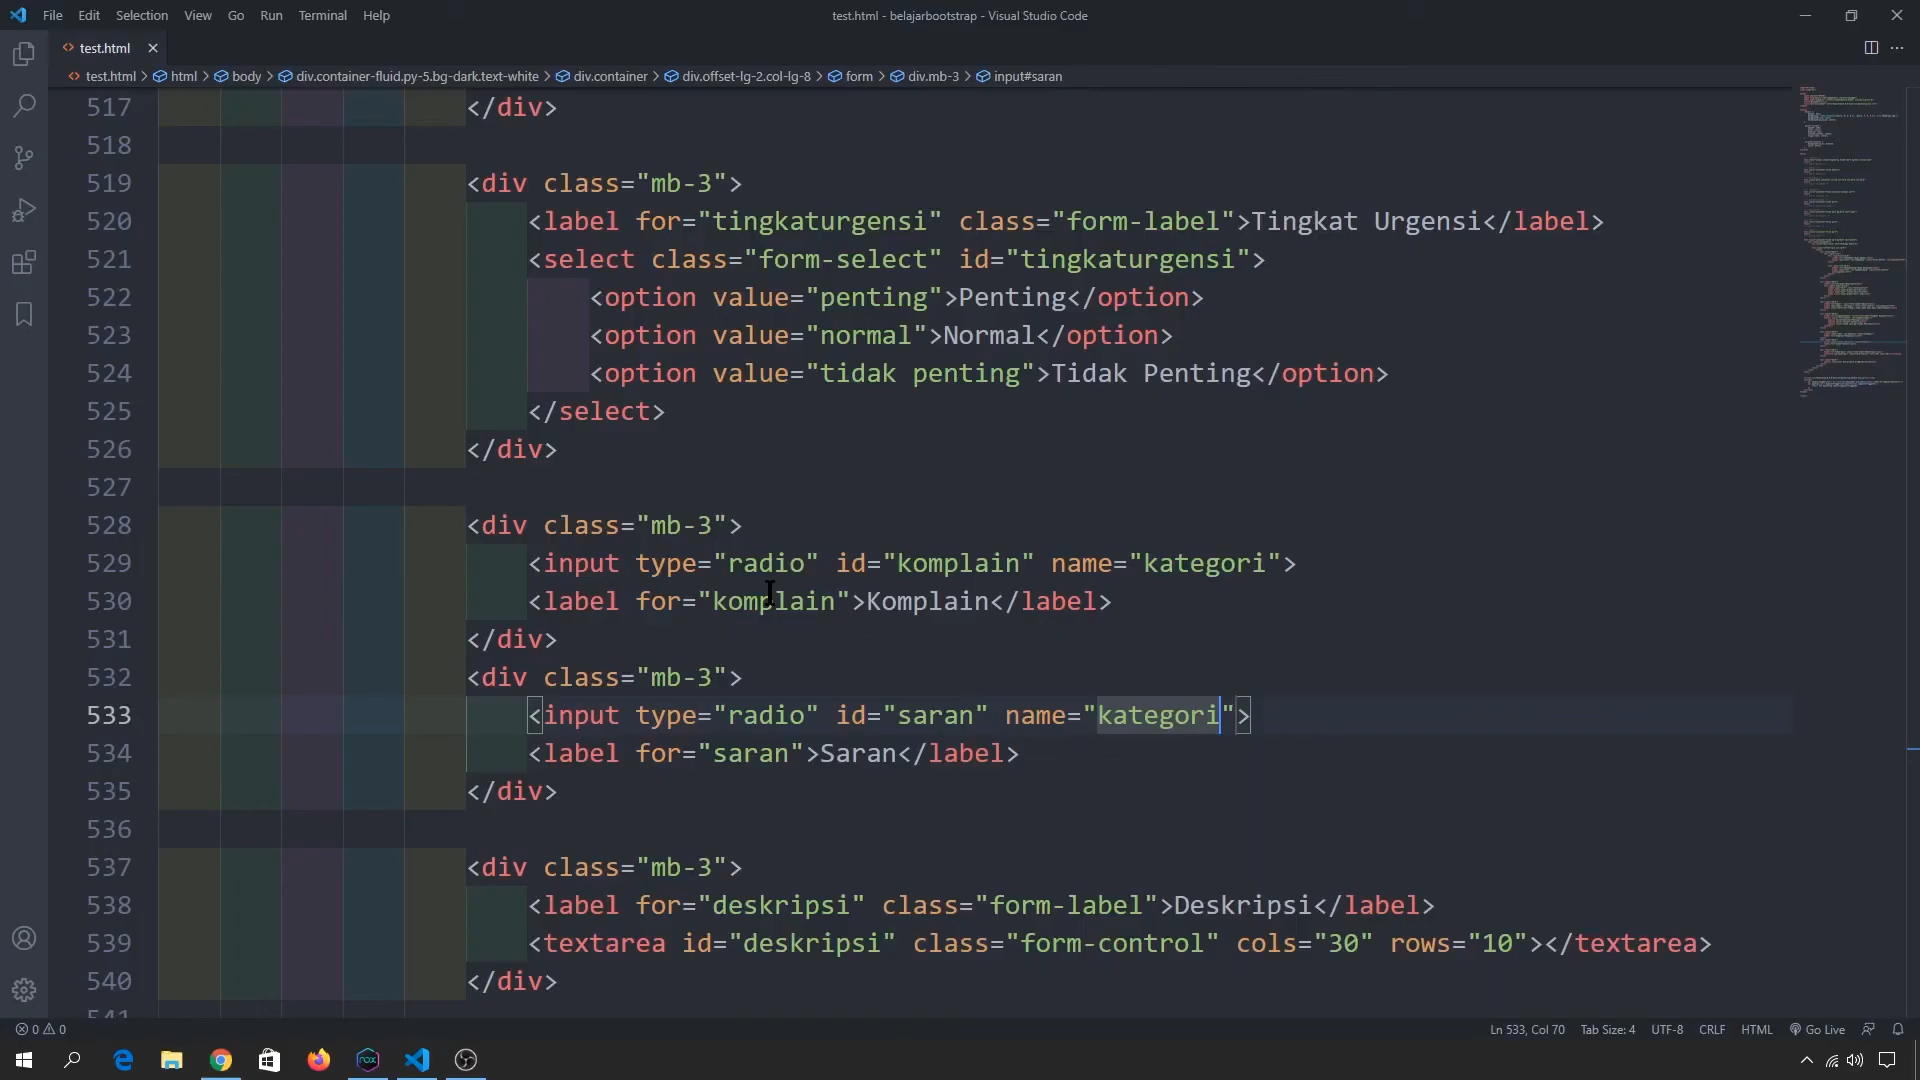 File Edit Selection View Go Run Terminal Help
test.html - belajarbootstrap - Visual Studio Code
test.html
test.html > html > body > div.container-fluid.py-5.bg-dark.text-white > div.container > div.offset-lg-2.col-lg-8 > form > div.mb-3 > input#saran
517 </div>
518
519 <div class="mb-3">
520 <label for="tingkaturgensi" class="form-label">Tingkat Urgensi</label>
521 <select class="form-select" id="tingkaturgensi">
522 <option value="penting">Penting</option>
523 <option value="normal">Normal</option>
524 <option value="tidak penting">Tidak Penting</option>
525 </select>
526 </div>
527
528 <div class="mb-3">
529 <input type="radio" id="komplain" name="kategori">
530 <label for="komplain">Komplain</label>
531 </div>
532 <div class="mb-3">
533 <input type="radio" id="saran" name="kategori">
534 <label for="saran">Saran</label>
535 </div>
536
537 <div class="mb-3">
538 <label for="deskripsi" class="form-label">Deskripsi</label>
539 <textarea id="deskripsi" class="form-control" cols="30" rows="10"></textarea>
540 </div>
541
0 0 Ln 533, Col 70 Tab Size: 4 UTF-8 CRLF HTML Go Live